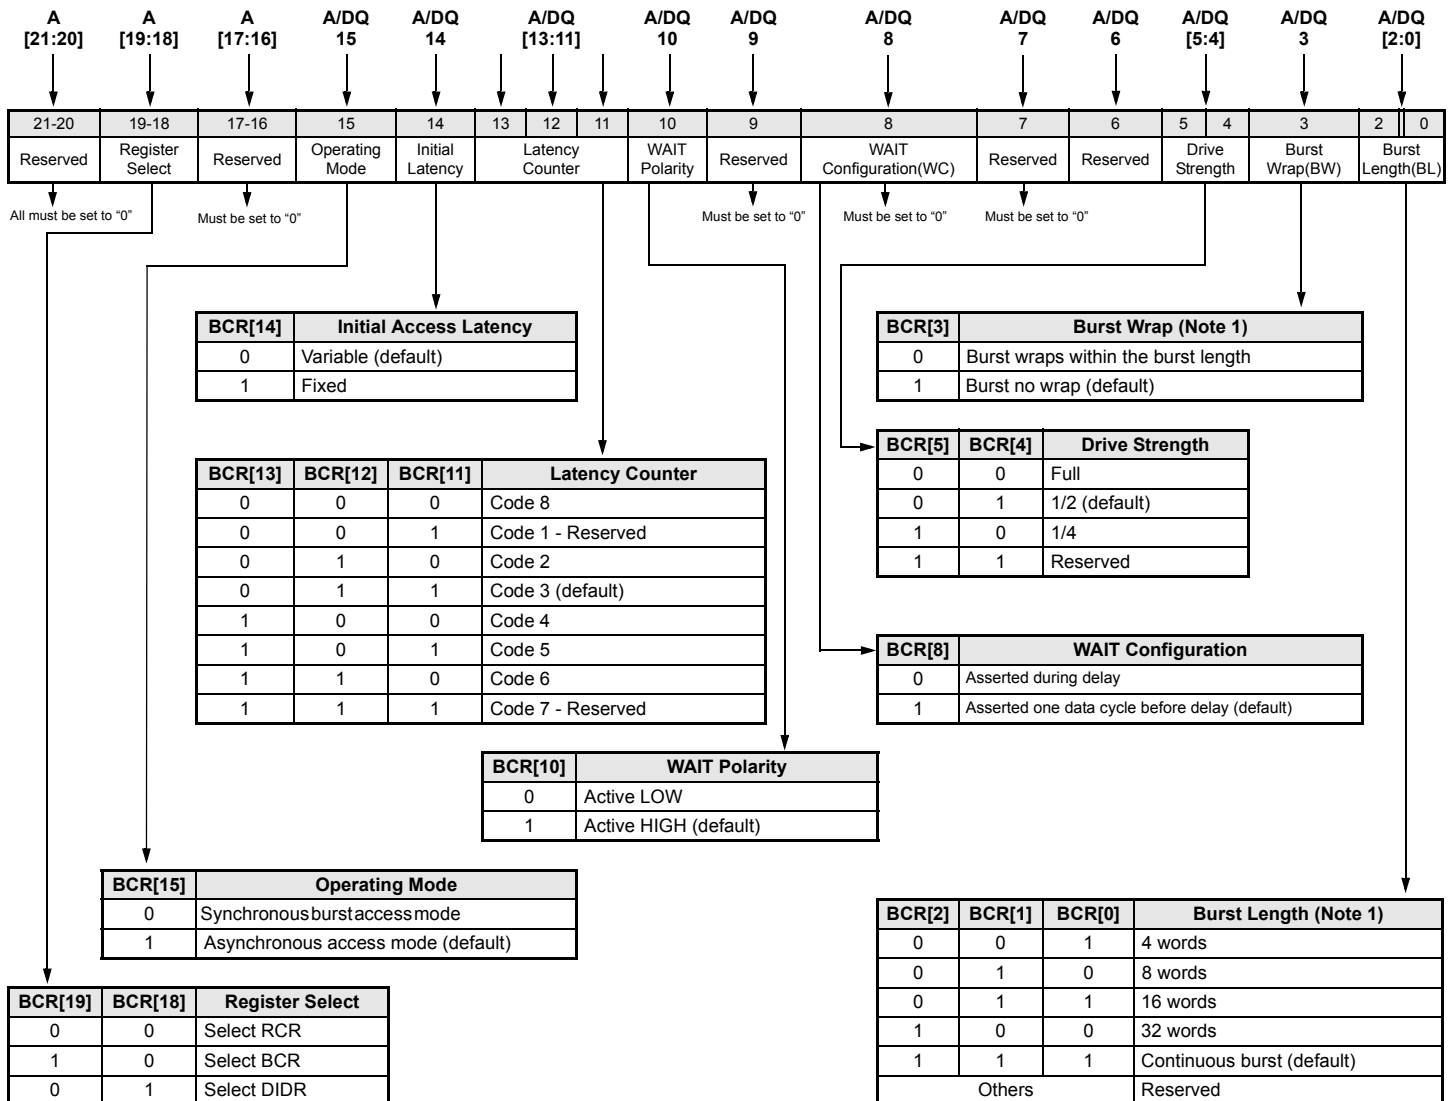 A A A A/DQ A/DQ A/DQ A/DQ A/DQ A/DQ A/DQ A/DQ A/DQ A/DQ A/DQ
[21:20] [19:18] [17:16] 15 14 [13:11] 10 9 8 7 6 [5:4] 3 [2:0]
21-20 19-18 17-16 15 14 13 12 11 10 9 8 7 6 5 4 3 2 0
Reserved Register Select Reserved Operating Mode Initial Latency Latency Counter WAIT Polarity Reserved WAIT Configuration(WC) Reserved Reserved Drive Strength Burst Wrap(BW) Burst Length(BL)
All must be set to “0” Must be set to “0” Must be set to “0” Must be set to “0” Must be set to “0”
BCR[14] Initial Access Latency
0 Variable (default)
1 Fixed
BCR[3] Burst Wrap (Note 1)
0 Burst wraps within the burst length
1 Burst no wrap (default)
BCR[13] BCR[12] BCR[11] Latency Counter
0 0 0 Code 8
0 0 1 Code 1 - Reserved
0 1 0 Code 2
0 1 1 Code 3 (default)
1 0 0 Code 4
1 0 1 Code 5
1 1 0 Code 6
1 1 1 Code 7 - Reserved
BCR[5] BCR[4] Drive Strength
0 0 Full
0 1 1/2 (default)
1 0 1/4
1 1 Reserved
BCR[8] WAIT Configuration
0 Asserted during delay
1 Asserted one data cycle before delay (default)
BCR[10] WAIT Polarity
0 Active LOW
1 Active HIGH (default)
BCR[15] Operating Mode
0 Synchronous burst access mode
1 Asynchronous access mode (default)
BCR[19] BCR[18] Register Select
0 0 Select RCR
1 0 Select BCR
0 1 Select DIDR
BCR[2] BCR[1] BCR[0] Burst Length (Note 1)
0 0 1 4 words
0 1 0 8 words
0 1 1 16 words
1 0 0 32 words
1 1 1 Continuous burst (default)
Others Reserved